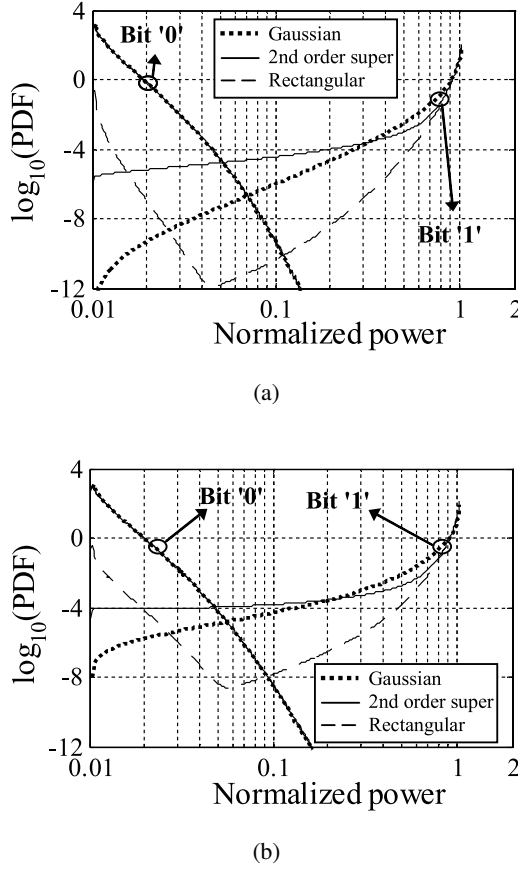 4
0
-4
-8
-12
log10(PDF)
Bit '0'
Gaussian
2nd order super
Rectangular
Bit '1'
0.01
0.1
1
2
Normalized power
(a)
4
0
-4
-8
-12
log10(PDF)
Bit '0'
Bit '1'
Gaussian
2nd order super
Rectangular
0.01
0.1
1
2
Normalized power
(b)